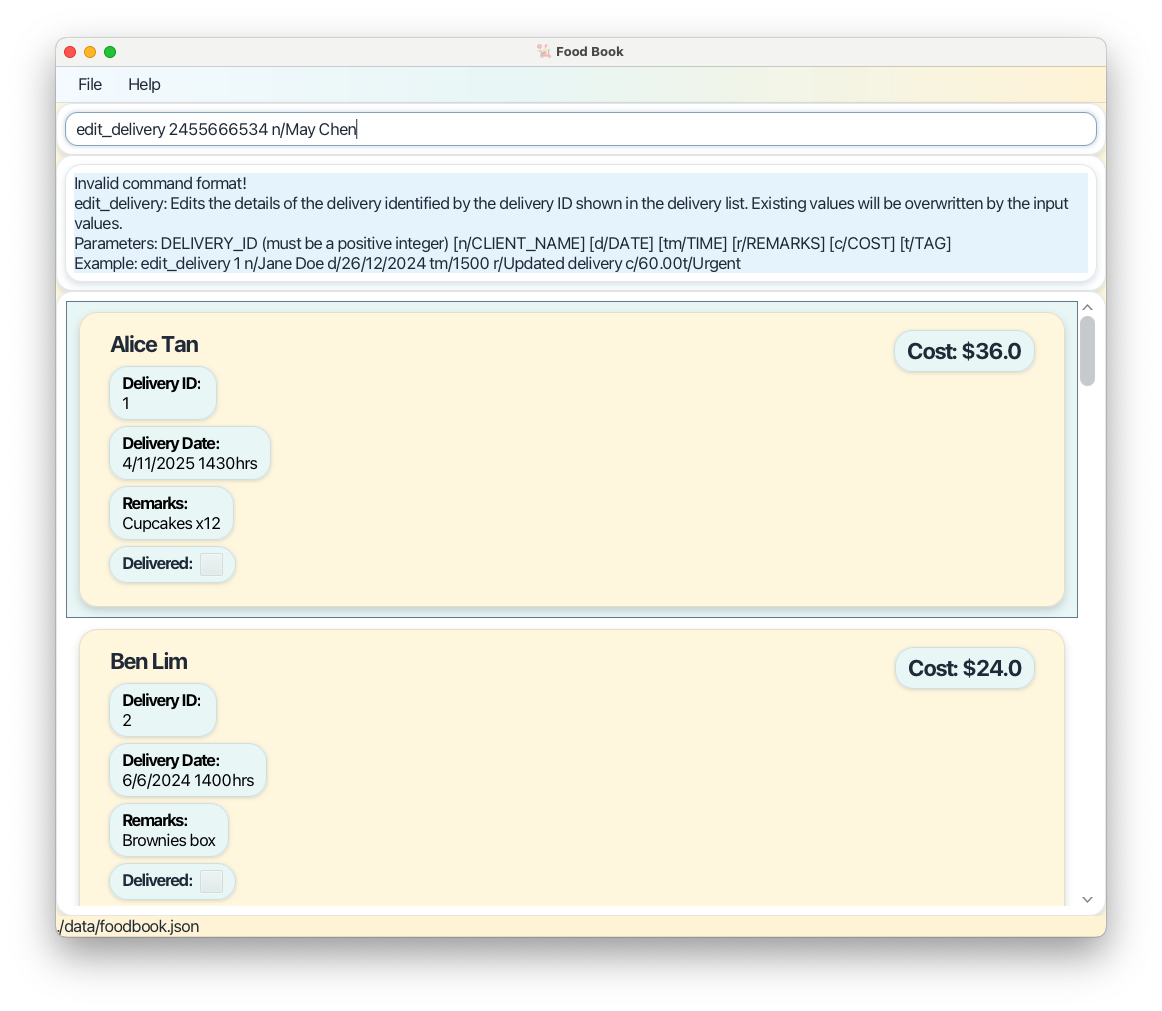 Food Book
File Help
edit_delivery 2455666534 n/May Chen
Invalid command format!
edit_delivery: Edits the details of the delivery identified by the delivery ID shown in the delivery list. Existing values will be overwritten by the input
values.
Parameters: DELIVERY_ID (must be a positive integer) [n/CLIENT_NAME] [d/DATE] [tm/TIME] [r/REMARKS] [c/COST] [t/TAG]
Example: edit_delivery 1 n/Jane Doe d/26/12/2024 tm/1500 r/Updated delivery c/60.00t/Urgent
Alice Tan
Cost: $36.0
Delivery ID:
1
Delivery Date:
4/11/2025 1430hrs
Remarks:
Cupcakes x12
Delivered:
Ben Lim
Cost: $24.0
Delivery ID:
2
Delivery Date:
6/6/2024 1400hrs
Remarks:
Brownies box
Delivered:
./data/foodbook.json